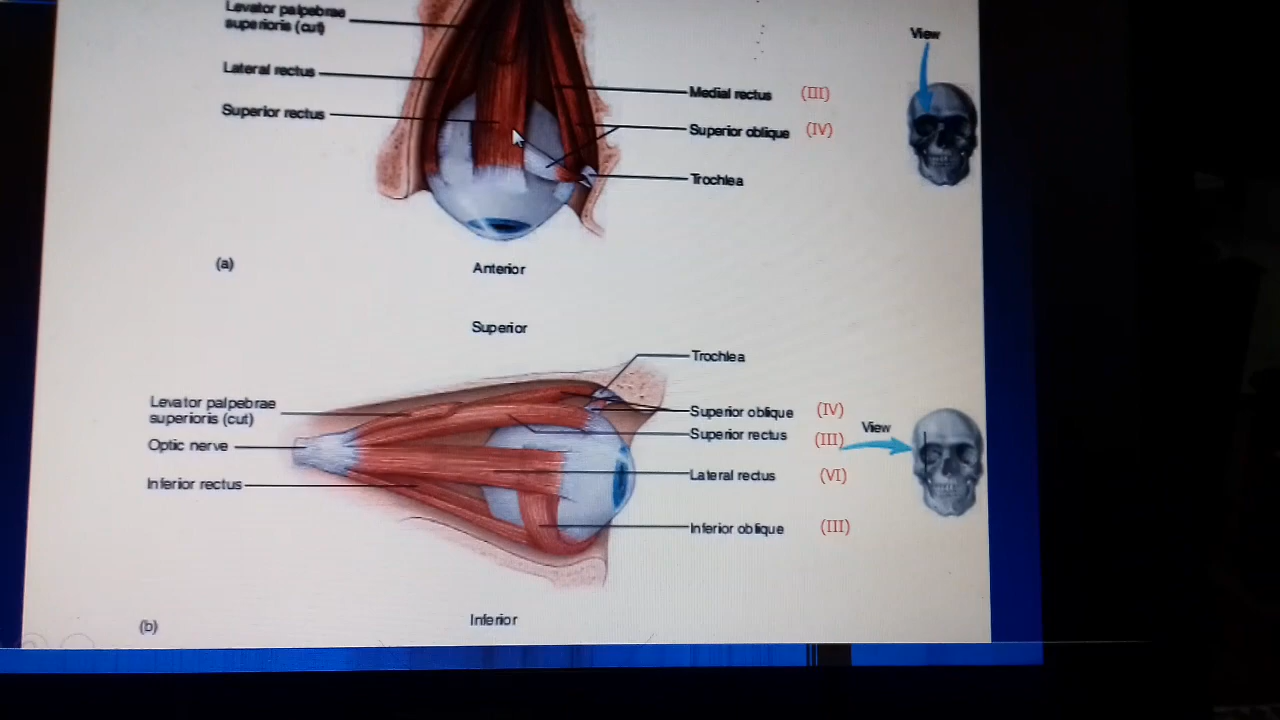 Levator palpebrae
superioris (cut)
View
Lateral rectus
Medial rectus (III)
Superior rectus
Superior oblique (IV)
Trochlea
(a)
Anterior
Superior
Trochlea
Levator palpebrae
superioris (cut)
Superior oblique (IV)
Optic nerve
Superior rectus (III)
View
Lateral rectus (VI)
Inferior rectus
Inferior oblique (III)
Inferior
(b)